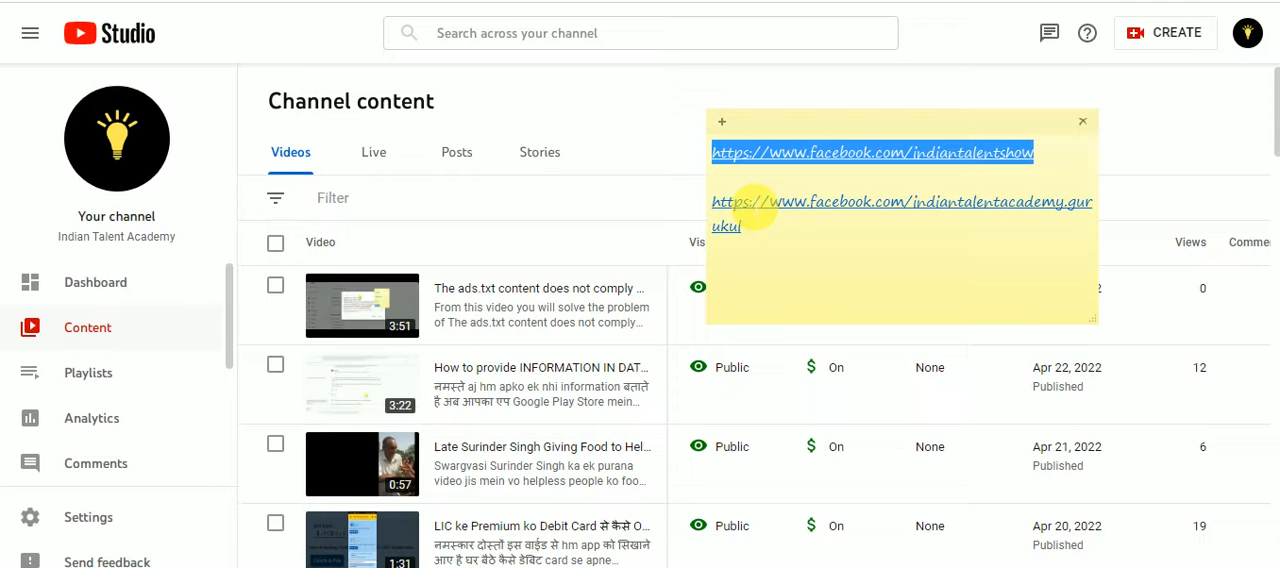 Studio
Search across your channel
CREATE
Your channel
Indian Talent Academy
Dashboard
Content
Playlists
Analytics
Comments
Settings
Send feedback
Channel content
Videos Live Posts Stories
Filter
+ ×
https://www.facebook.com/indiantalentshow
https://www.facebook.com/indiantalentacademy.gur
ukul
Video Vis Views Comme
3:51
The ads.txt content does not comply ...
From this video you will solve the problem
of The ads.txt content does not comply...
0
3:22
How to provide INFORMATION IN DAT...
नमस्ते aj hm apko ek nhi information बताते
है अब आपका एप Google Play Store mein...
Public $ On None Apr 22, 2022 12
Published
0:57
Late Surinder Singh Giving Food to Hel...
Swargvasi Surinder Singh ka ek purana
video jis mein vo helpless people ko foo...
Public $ On None Apr 21, 2022 6
Published
1:31
LIC ke Premium ko Debit Card से कैसे O...
नमस्कार दोस्तों इस वाईड से hm app को सिखाने
आए है घर बेठे कैसे डेबिट card se apne...
Public $ On None Apr 20, 2022 19
Published